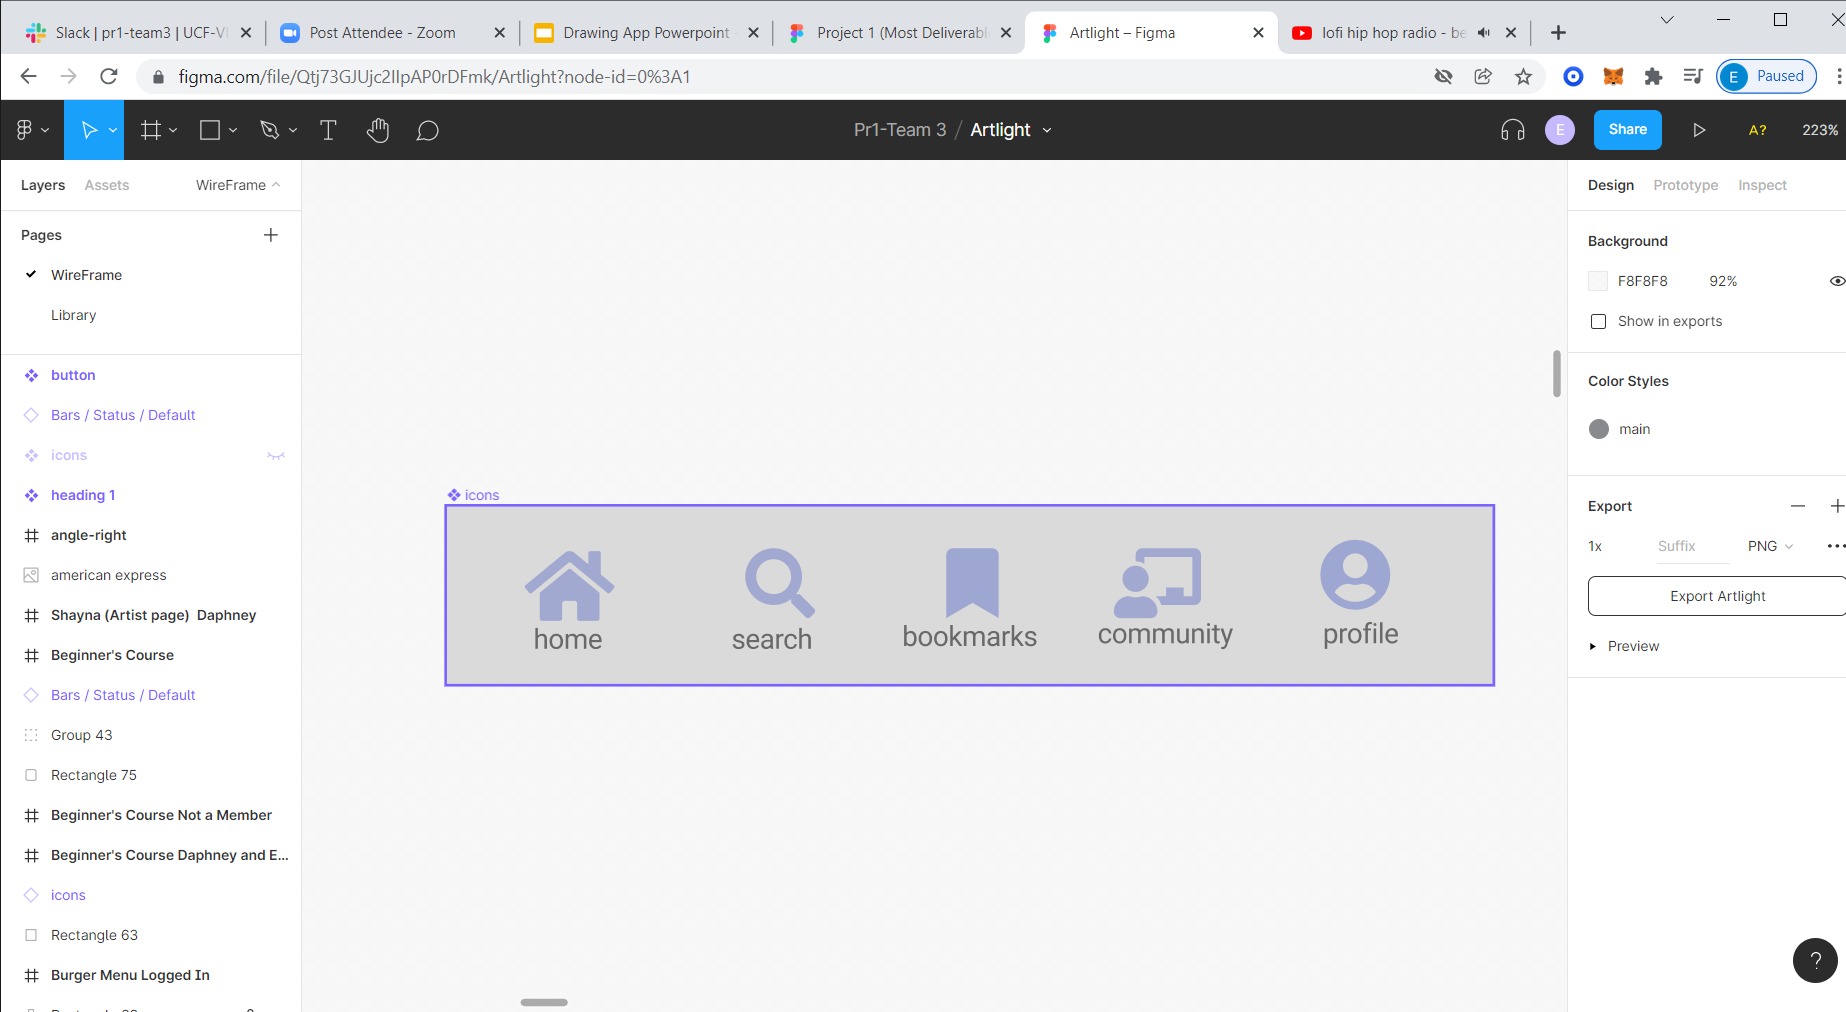 Slack | pr1-team3 | UCF-VI
Post Attendee - Zoom
Drawing App Powerpoint
Project 1 (Most Deliverabl
Artlight – Figma
lofi hip hop radio - be
figma.com/file/Qtj73GJUjc2IIpAP0rDFmk/Artlight?node-id=0%3A1
E Paused
Pr1-Team 3 / Artlight
E
Share
A?
223%
Layers Assets WireFrame
Pages
WireFrame
Library
button
Bars / Status / Default
icons
heading 1
angle-right
american express
Shayna (Artist page) Daphney
Beginner's Course
Bars / Status / Default
Group 43
Rectangle 75
Beginner's Course Not a Member
Beginner's Course Daphney and E...
icons
Rectangle 63
Burger Menu Logged In
icons
home
search
bookmarks
community
profile
Design Prototype Inspect
Background
F8F8F8 92%
Show in exports
Color Styles
main
Export
1x Suffix PNG
Export Artlight
Preview
?